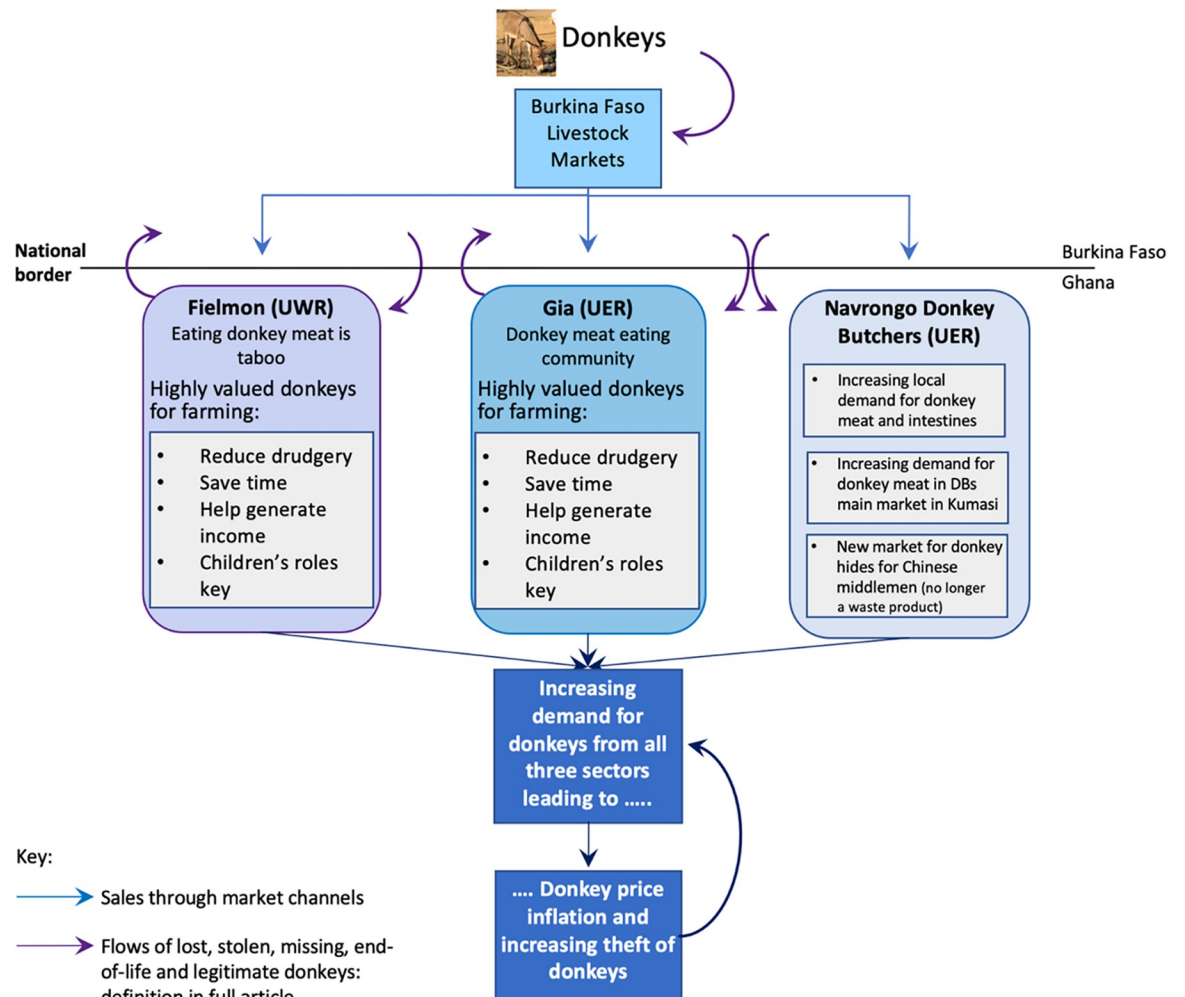 Donkeys
Burkina Faso
Livestock
Markets
National
border
Burkina Faso
Ghana
Fielmon (UWR)
Eating donkey meat is
taboo
Highly valued donkeys
for farming:
• Reduce drudgery
• Save time
• Help generate
income
• Children’s roles
key
Gia (UER)
Donkey meat eating
community
Highly valued donkeys
for farming:
• Reduce drudgery
• Save time
• Help generate
income
• Children’s roles
key
Navrongo Donkey
Butchers (UER)
• Increasing local
demand for donkey
meat and intestines
• Increasing demand for
donkey meat in DBs
main market in Kumasi
• New market for donkey
hides for Chinese
middlemen (no longer
a waste product)
Increasing
demand for
donkeys from all
three sectors
leading to …..
…. Donkey price
inflation and
increasing theft of
donkeys
Key:
Sales through market channels
Flows of lost, stolen, missing, end-
of-life and legitimate donkeys:
definition in full article